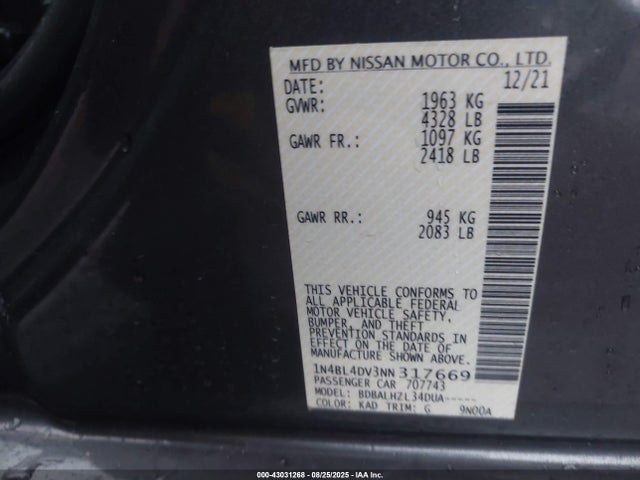 MFD BY NISSAN MOTOR CO., LTD.
DATE: 12/21
GVWR: 1963 KG
4328 LB
GAWR FR.: 1097 KG
2418 LB
GAWR RR.: 945 KG
2083 LB
THIS VEHICLE CONFORMS TO
ALL APPLICABLE FEDERAL
MOTOR VEHICLE SAFETY,
BUMPER, AND THEFT
PREVENTION STANDARDS IN
EFFECT ON THE DATE OF
MANUFACTURE SHOWN ABOVE.
1N4BL4DV3NN317669
PASSENGER CAR 707743
MODEL: BDBALHZL34DUA-----
COLOR: KAD TRIM: G 9N00A
000-43031268 - 08/25/2025 - IAAI.COM